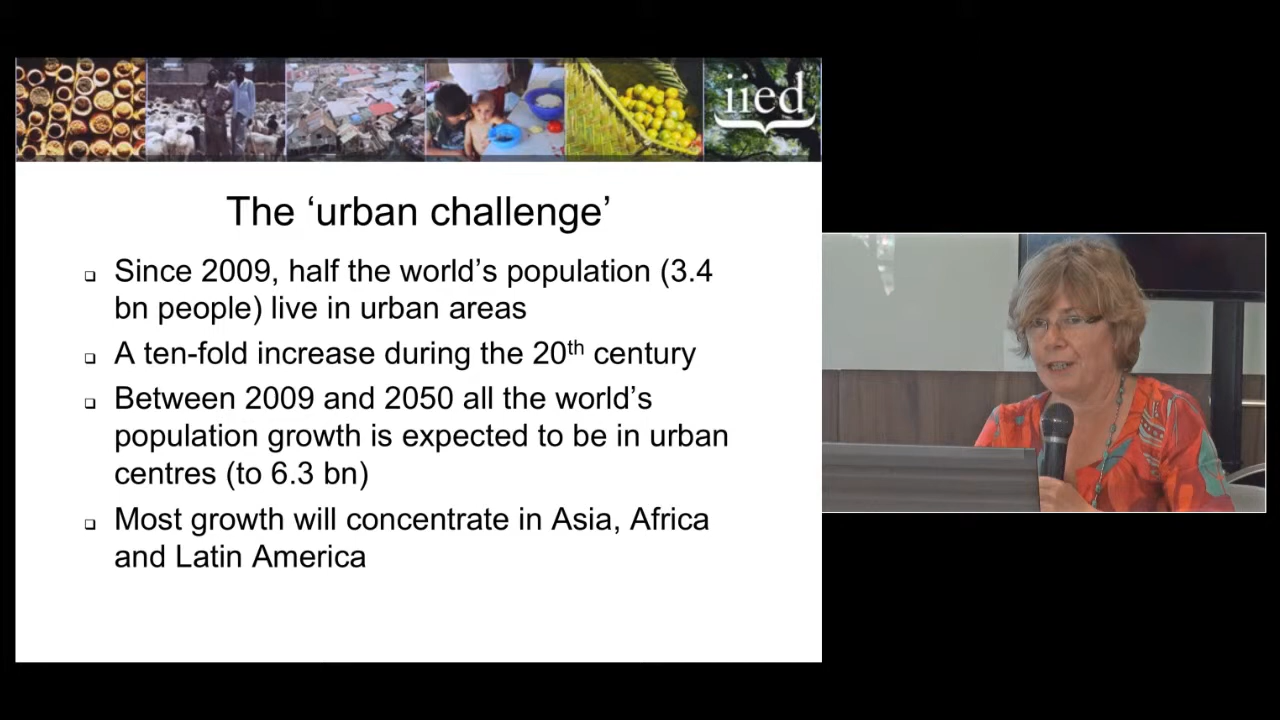 iied
The ‘urban challenge’
Since 2009, half the world’s population (3.4
bn people) live in urban areas
A ten-fold increase during the 20th century
Between 2009 and 2050 all the world’s
population growth is expected to be in urban
centres (to 6.3 bn)
Most growth will concentrate in Asia, Africa
and Latin America